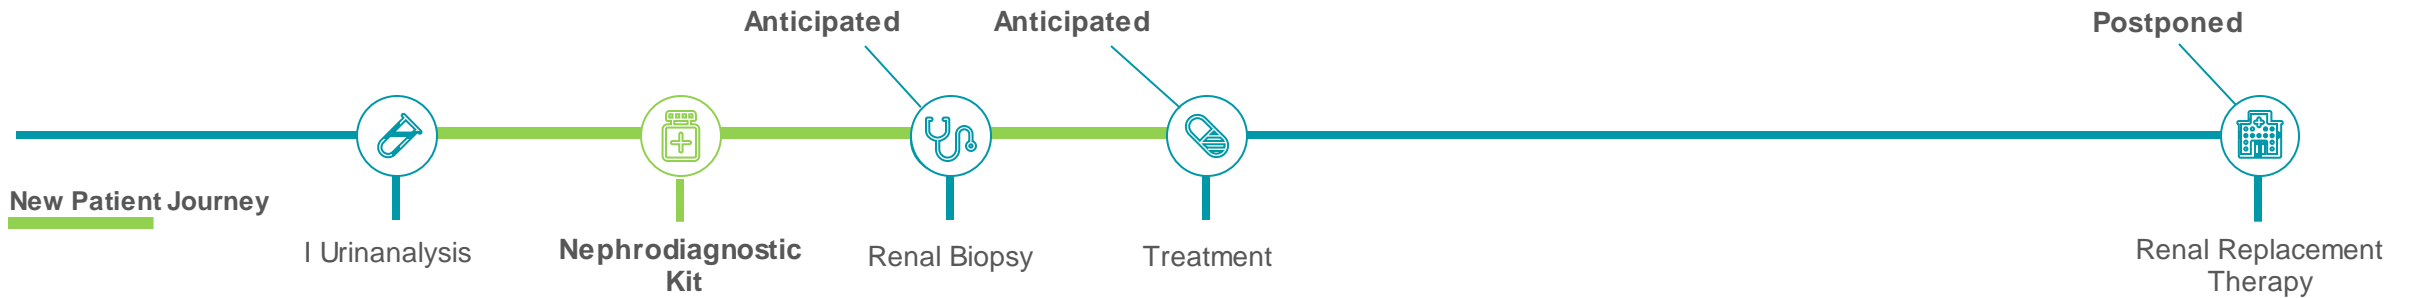 Anticipated
Anticipated
Postponed
New Patient Journey
I Urinanalysis
Nephrodiagnostic
Kit
Renal Biopsy
Treatment
Renal Replacement
Therapy